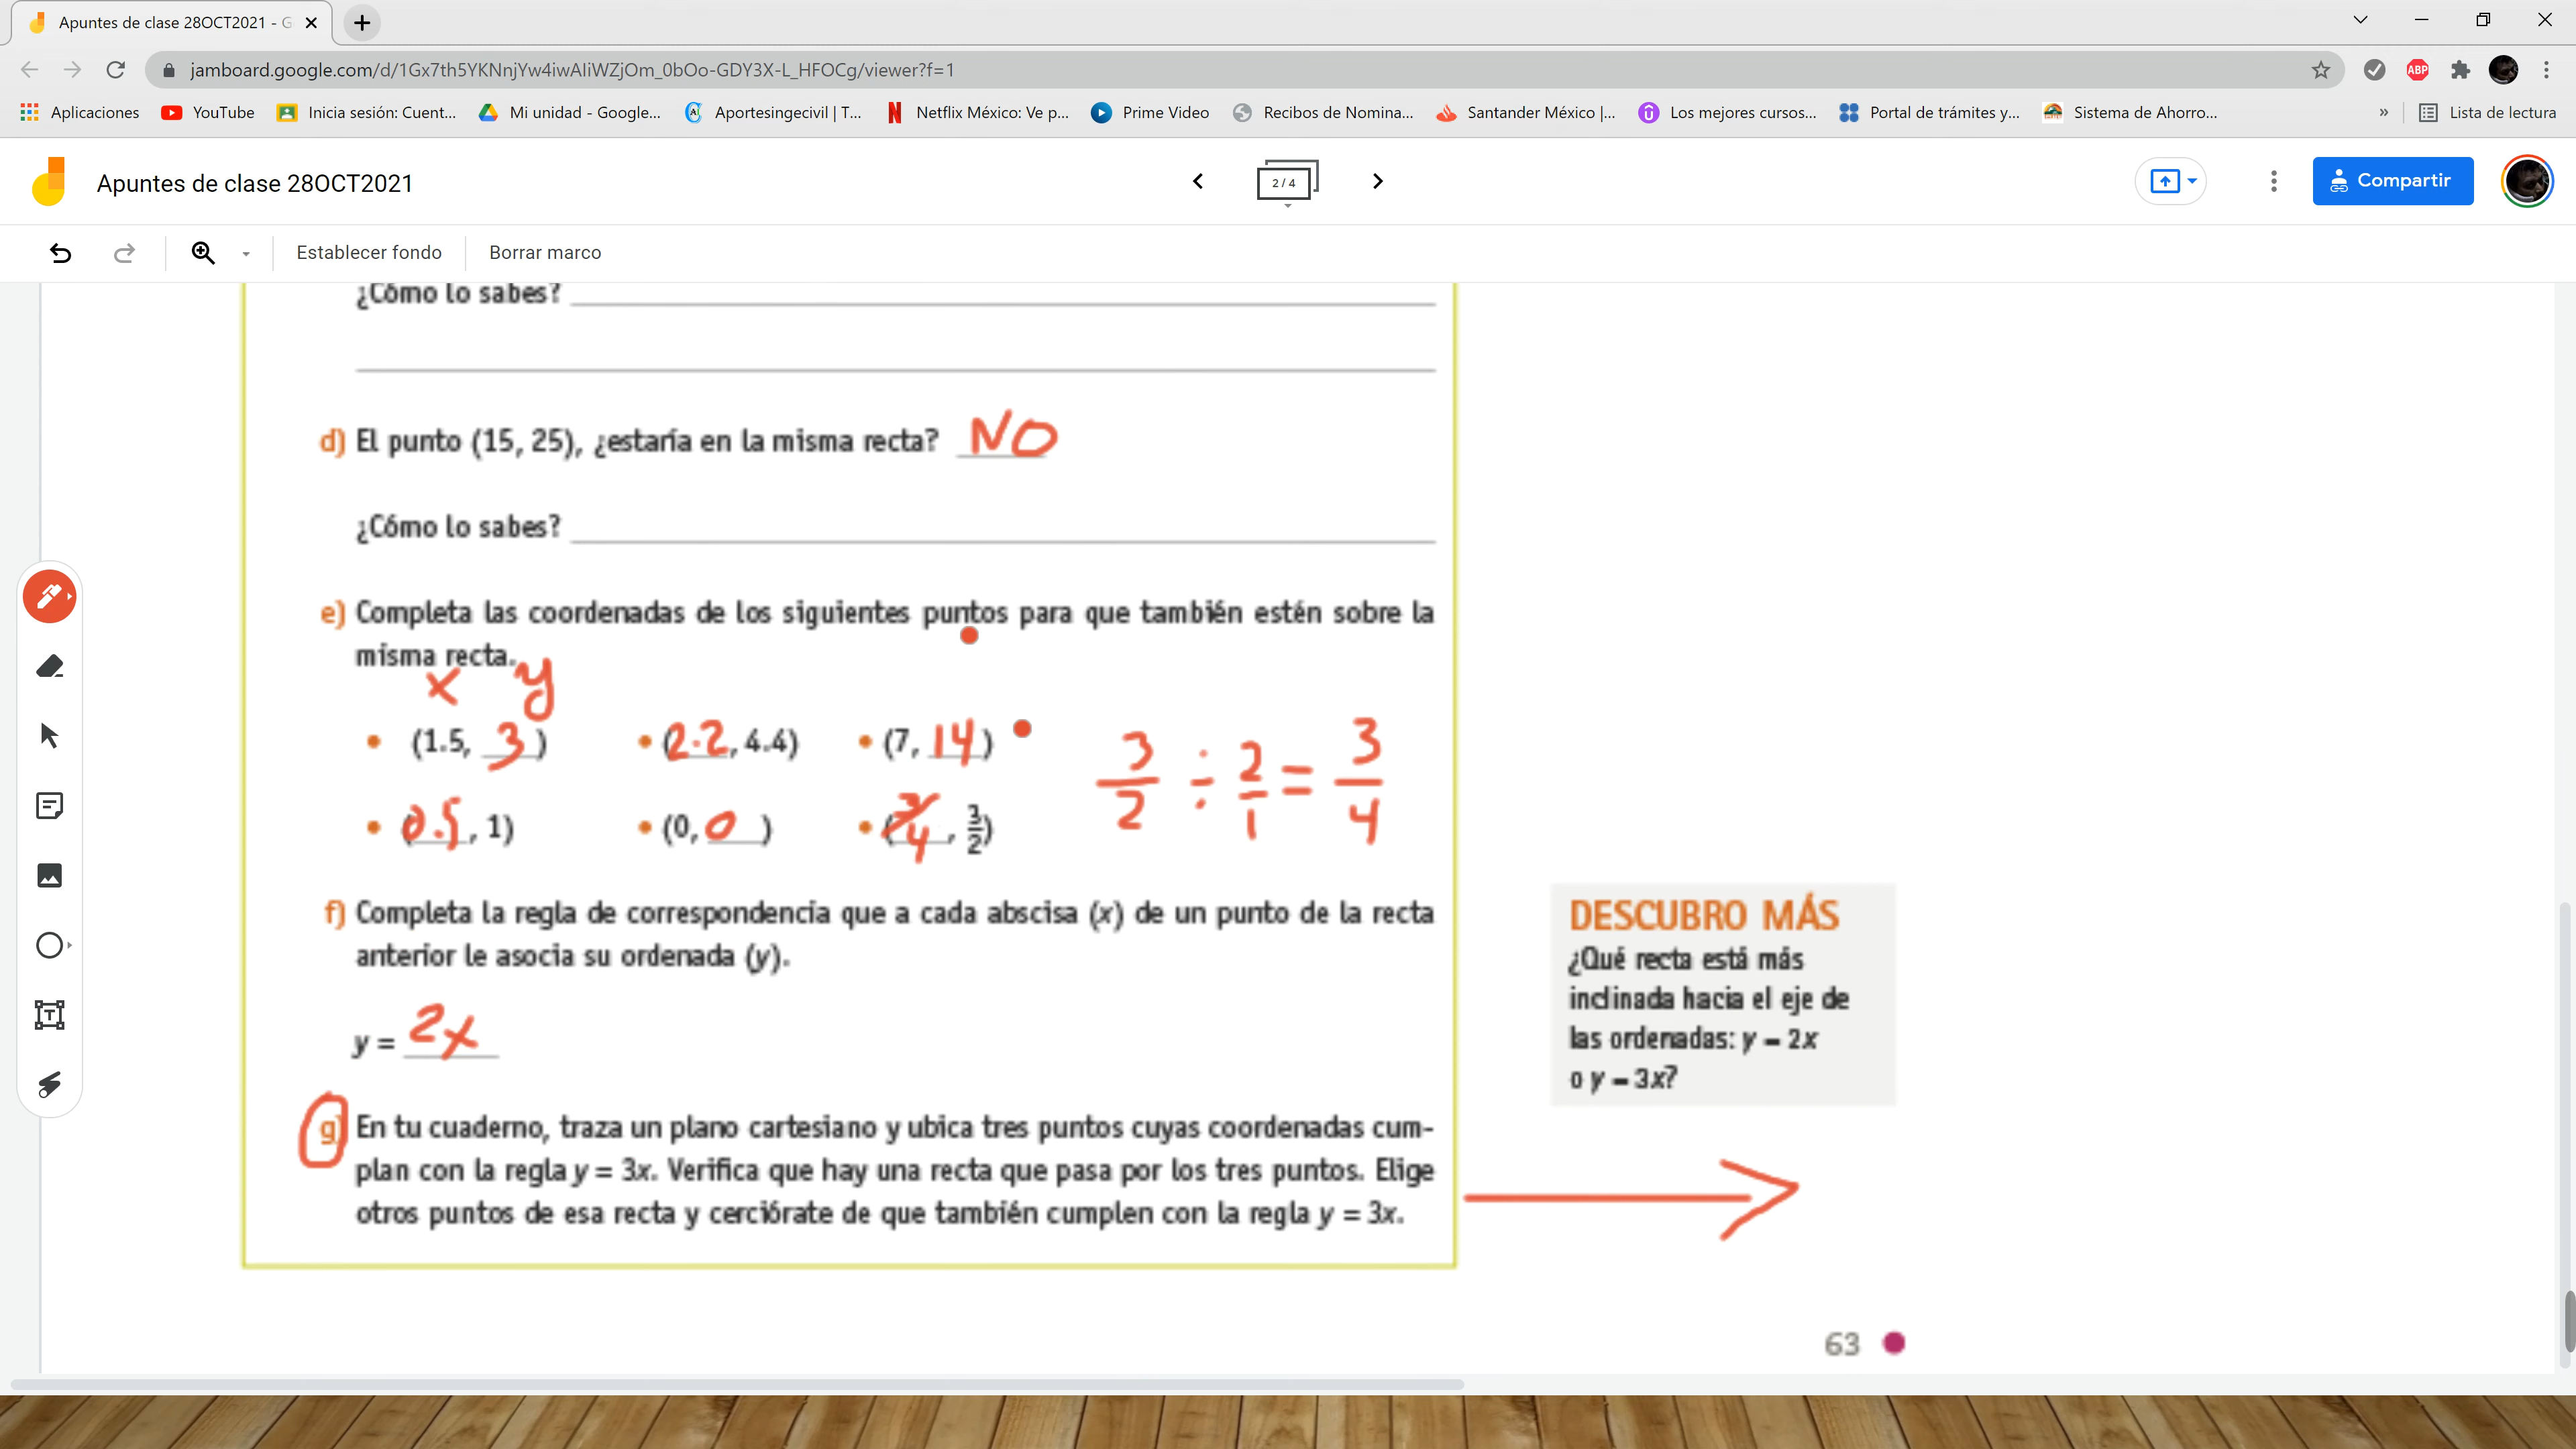 Apuntes de clase 28OCT2021 - G
jamboard.google.com/d/1Gx7th5YKNnjYw4iwAIiWZjOm_0bOo-GDY3X-L_HFOCg/viewer?f=1
ABP
Aplicaciones YouTube Inicia sesión: Cuent... Mi unidad - Google... Aportesingecivil | T... Netflix México: Ve p... Prime Video Recibos de Nomina... Santander México |... Los mejores cursos... Portal de trámites y... Sistema de Ahorro... » Lista de lectura
Apuntes de clase 28OCT2021 2 / 4 Compartir
Establecer fondo Borrar marco
¿Cómo lo sabes?
d) El punto (15, 25), ¿estaría en la misma recta? NO
¿Cómo lo sabes?
e) Completa las coordenadas de los siguientes puntos para que también estén sobre la
misma recta.
x y
• (1.5, 3) • (2.2, 4.4) • (7, 14) 3/2 ÷ 2/1 = 3/4
• (0.5, 1) • (0, 0) • (3/4, 3/2)
f) Completa la regla de correspondencia que a cada abscisa (x) de un punto de la recta
anterior le asocia su ordenada (y).
y = 2x
g) En tu cuaderno, traza un plano cartesiano y ubica tres puntos cuyas coordenadas cum-
plan con la regla y = 3x. Verifica que hay una recta que pasa por los tres puntos. Elige
otros puntos de esa recta y cerciórate de que también cumplen con la regla y = 3x.
DESCUBRO MÁS
¿Qué recta está más
inclinada hacia el eje de
las ordenadas: y = 2x
o y = 3x?
63